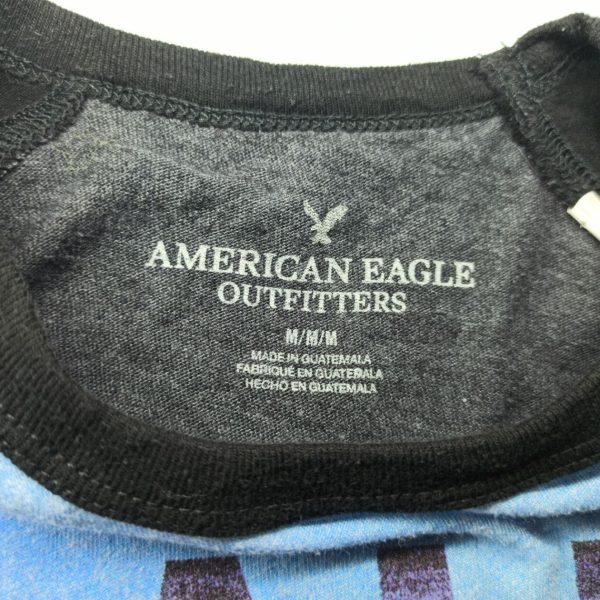 AMERICAN EAGLE
OUTFITTERS
M/M/M
MADE IN GUATEMALA
FABRIQUÉ EN GUATEMALA
HECHO EN GUATEMALA